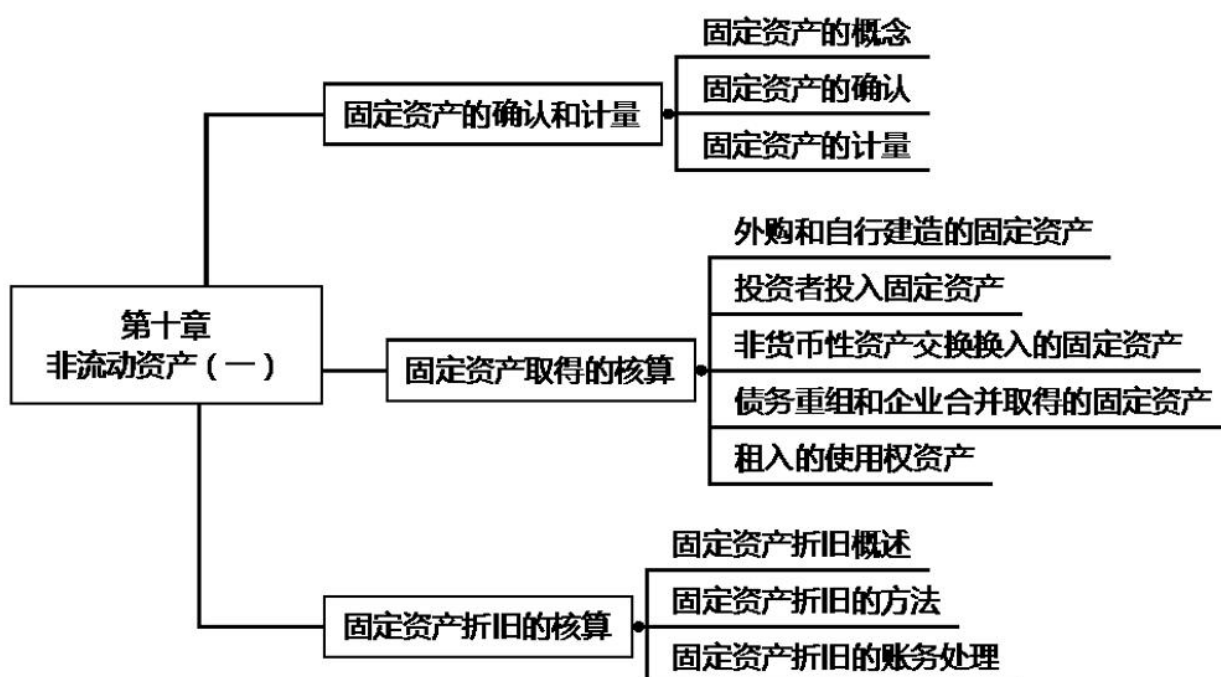 第十章
非流动资产（一）
固定资产的确认和计量
固定资产的概念
固定资产的确认
固定资产的计量
固定资产取得的核算
外购和自行建造的固定资产
投资者投入固定资产
非货币性资产交换换入的固定资产
债务重组和企业合并取得的固定资产
租入的使用权资产
固定资产折旧的核算
固定资产折旧概述
固定资产折旧的方法
固定资产折旧的账务处理